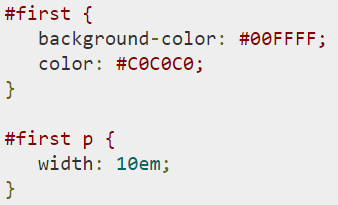 #first {
   background-color: #00FFFF;
   color: #C0C0C0;
}

#first p {
   width: 10em;
}